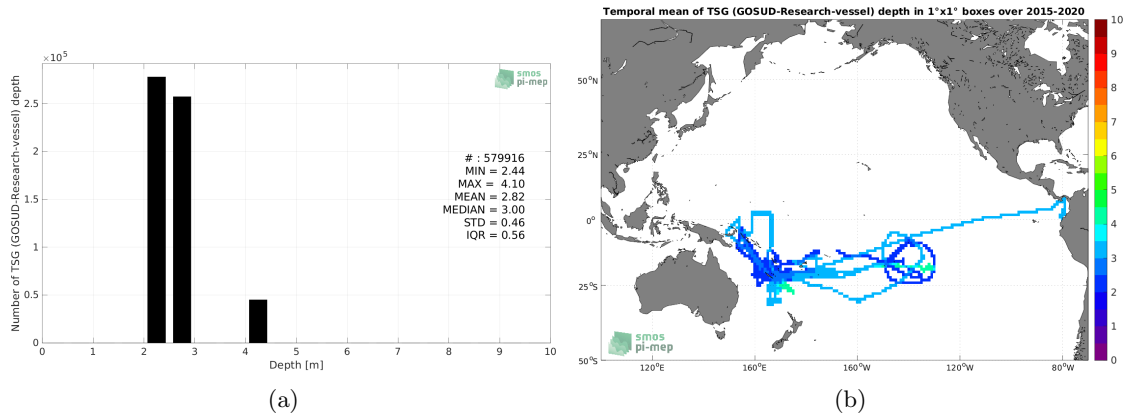 ×10⁵
Number of TSG (GOSUD-Research-vessel) depth
2.5
2
1.5
1
0.5
0
0 1 2 3 4 5 6 7 8 9 10
Depth [m]
smos
pi-mep
# : 579916
MIN = 2.44
MAX = 4.10
MEAN = 2.82
MEDIAN = 3.00
STD = 0.46
IQR = 0.56
(a)
Temporal mean of TSG (GOSUD-Research-vessel) depth in 1°x1° boxes over 2015-2020
50°N
25°N
0°
25°S
50°S
120°E 160°E 160°W 120°W 80°W
smos
pi-mep
10
9
8
7
6
5
4
3
2
1
0
(b)